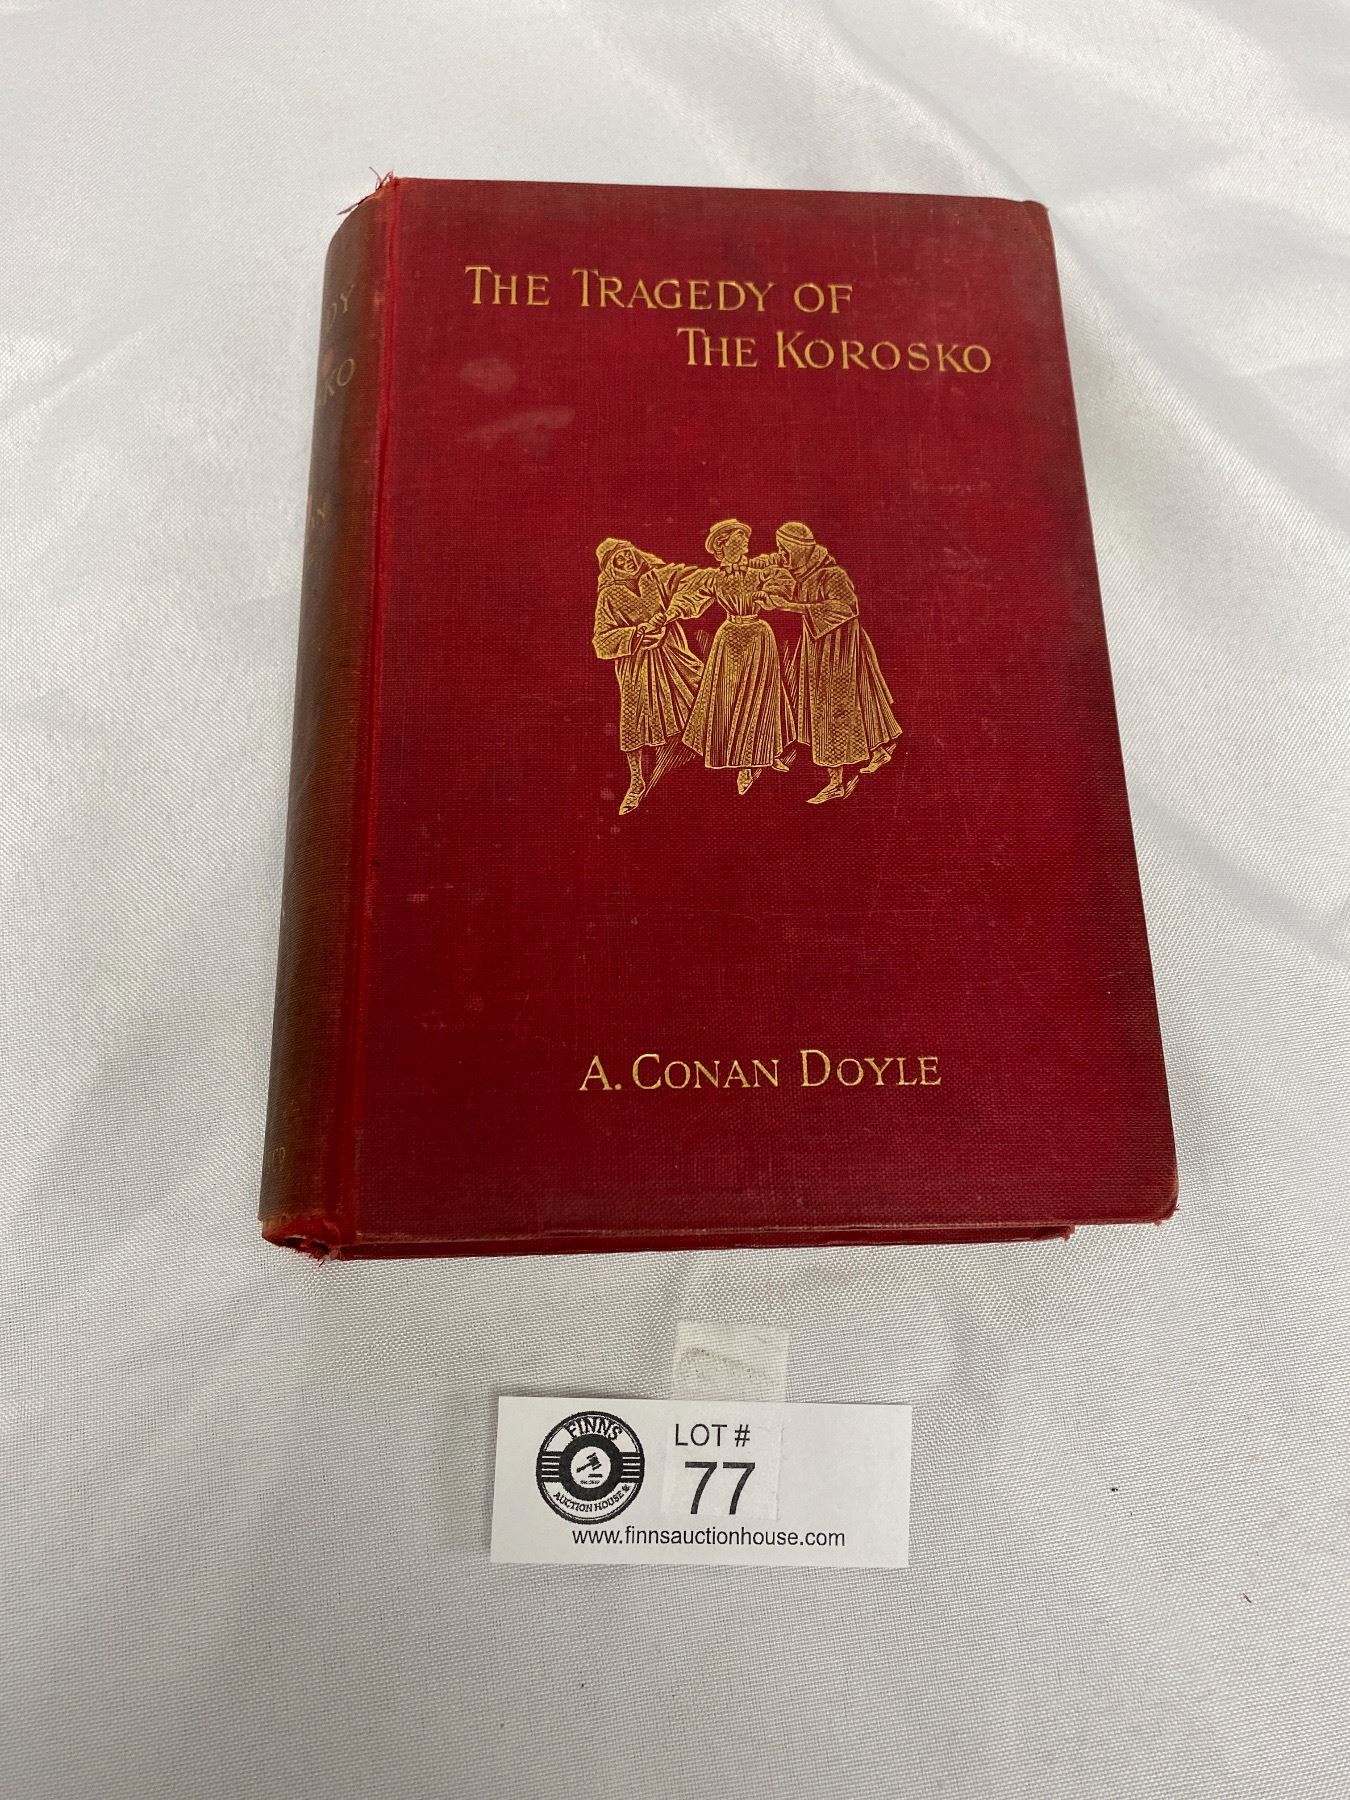 THE TRAGEDY OF
THE KOROSKO
A. CONAN DOYLE
FINNS
AUCTION HOUSE
LOT #
77
www.finnsauctionhouse.com